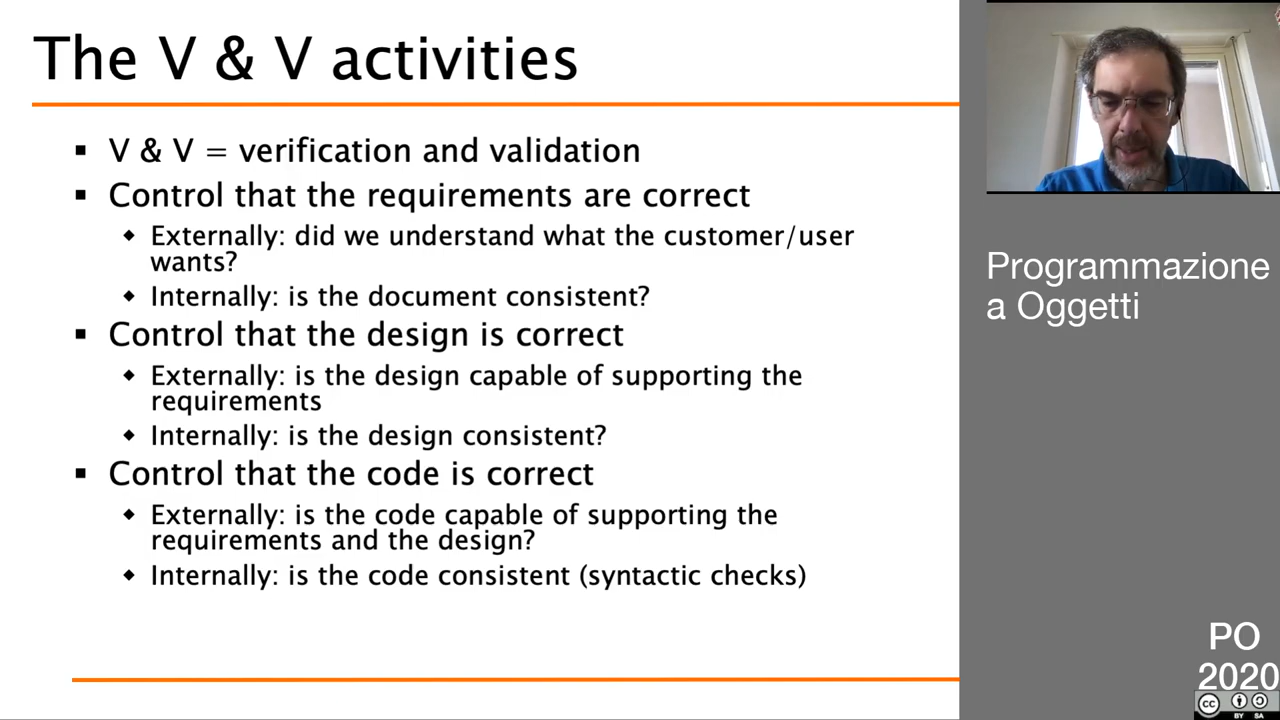 The V & V activities
▪ V & V = verification and validation
▪ Control that the requirements are correct
◆ Externally: did we understand what the customer/user
wants?
◆ Internally: is the document consistent?
▪ Control that the design is correct
◆ Externally: is the design capable of supporting the
requirements
◆ Internally: is the design consistent?
▪ Control that the code is correct
◆ Externally: is the code capable of supporting the
requirements and the design?
◆ Internally: is the code consistent (syntactic checks)
Programmazione
a Oggetti
PO
2020
cc
BY SA